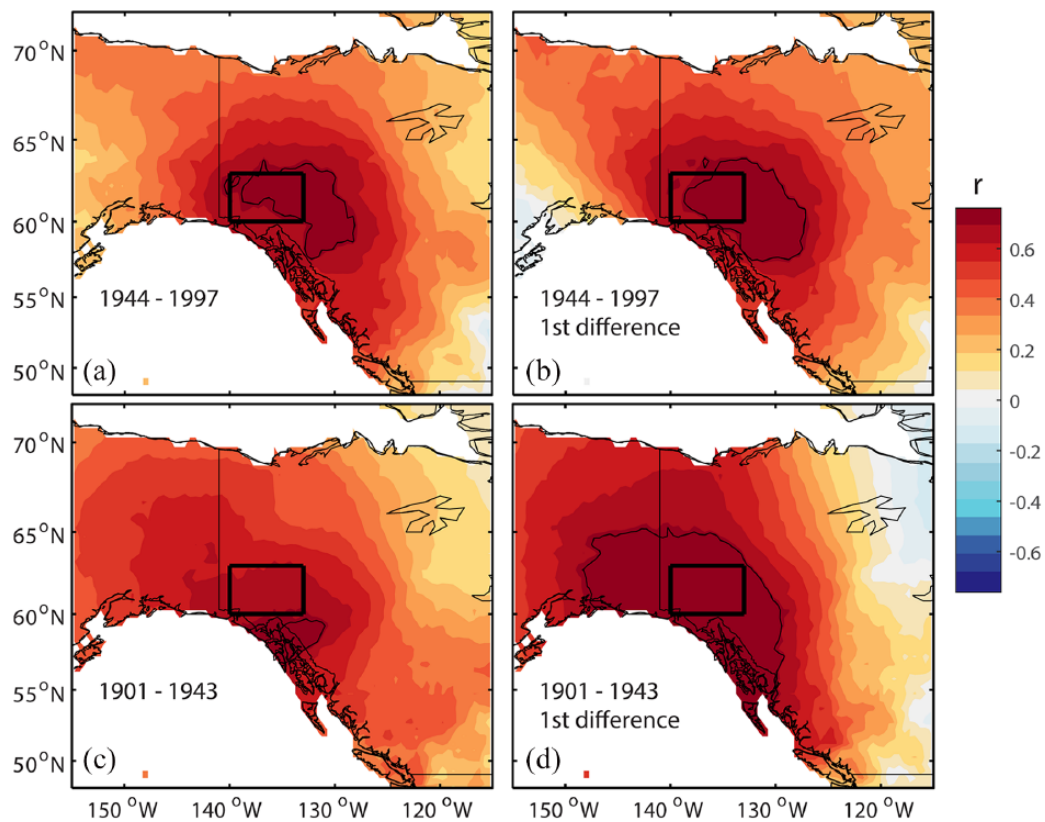 70°N
65°N
60°N
55°N
50°N
1944 - 1997
(a)
1944 - 1997
1st difference
(b)
r
0.6
0.4
0.2
0
-0.2
-0.4
-0.6
70°N
65°N
60°N
55°N
50°N
1901 - 1943
(c)
1901 - 1943
1st difference
(d)
150°W 140°W 130°W 120°W
150°W 140°W 130°W 120°W